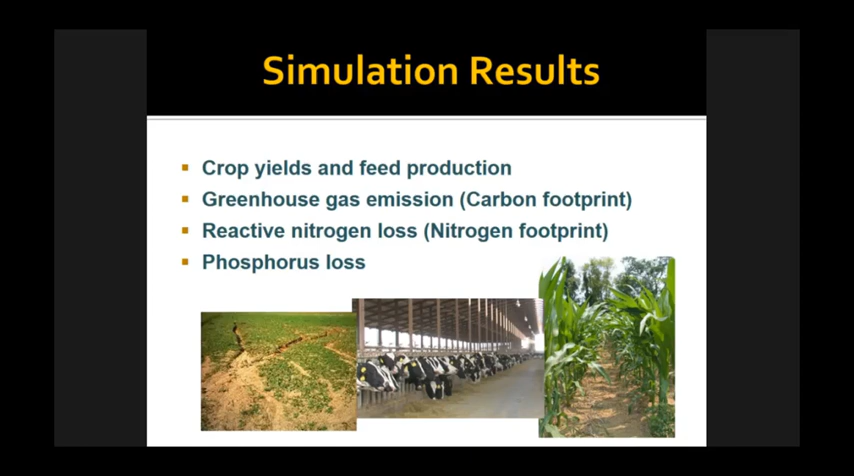 Simulation Results
Crop yields and feed production
Greenhouse gas emission (Carbon footprint)
Reactive nitrogen loss (Nitrogen footprint)
Phosphorus loss